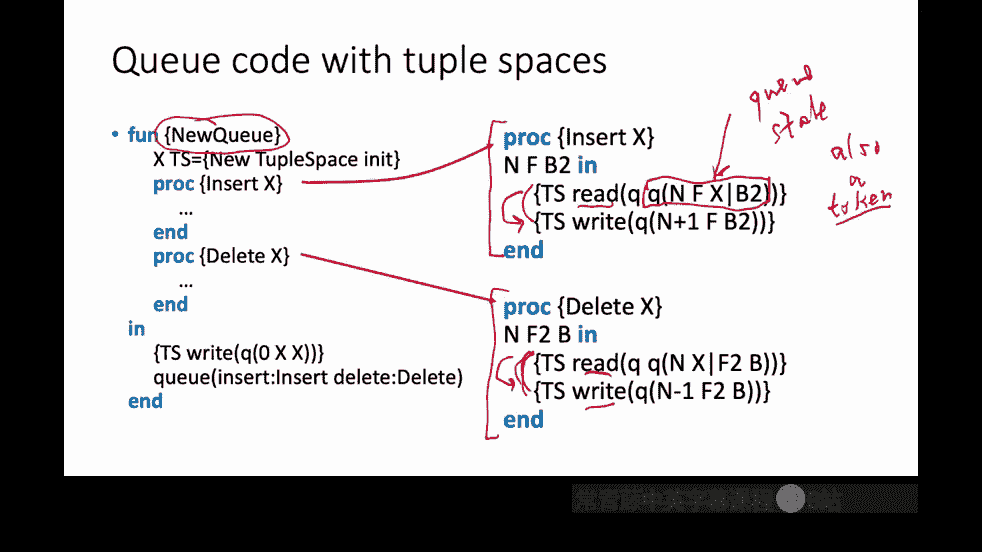 Queue code with tuple spaces
• fun {NewQueue}
X TS={New TupleSpace init}
proc {Insert X}
...
end
proc {Delete X}
...
end
in
{TS write(q(0 X X))}
queue(insert:Insert delete:Delete)
end
proc {Insert X}
N F B2 in
{TS read(q q(N F X|B2))}
{TS write(q(N+1 F B2))}
end
proc {Delete X}
N F2 B in
{TS read(q q(N X|F2 B))}
{TS write(q(N-1 F2 B))}
end
queue
state
also
a
token